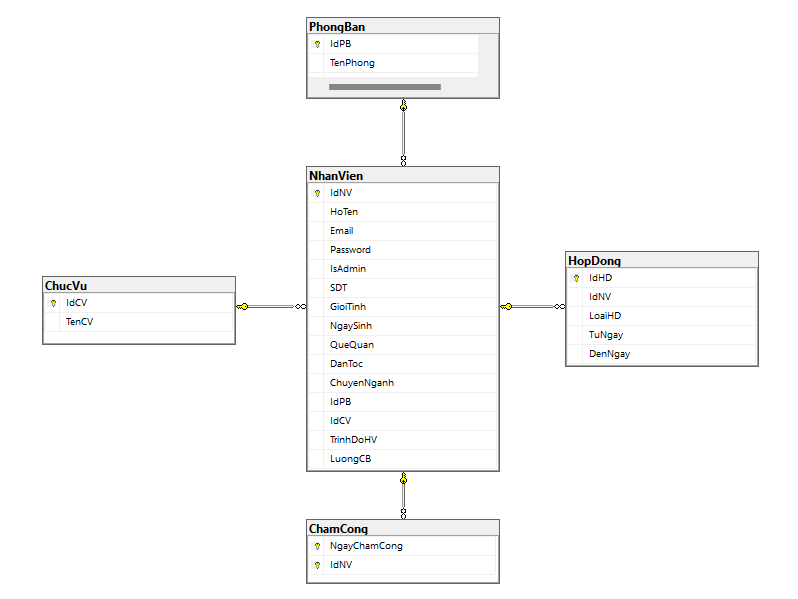 PhongBan
IdPB
TenPhong
NhanVien
IdNV
HoTen
Email
Password
IsAdmin
SDT
GioiTinh
NgaySinh
QueQuan
DanToc
ChuyenNganh
IdPB
IdCV
TrinhDoHV
LuongCB
ChucVu
IdCV
TenCV
HopDong
IdHD
IdNV
LoaiHD
TuNgay
DenNgay
ChamCong
NgayChamCong
IdNV